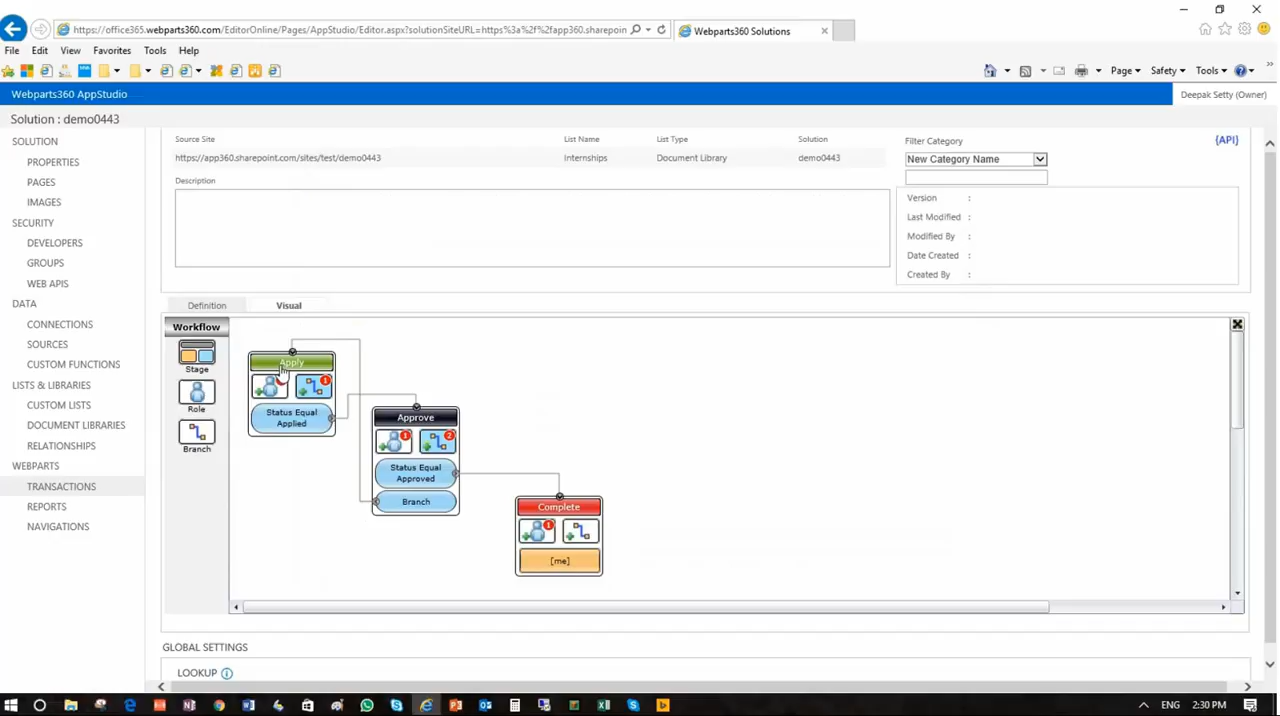 https://office365.webparts360.com/EditorOnline/Pages/AppStudio/Editor.aspx?solutionSiteURL=https%3a%2f%2fapp360.sharepoin
Webparts360 Solutions
File Edit View Favorites Tools Help
Page Safety Tools
Webparts360 AppStudio
Deepak Setty (Owner)
Solution : demo0443
SOLUTION
PROPERTIES
PAGES
IMAGES
SECURITY
DEVELOPERS
GROUPS
WEB APIS
DATA
CONNECTIONS
SOURCES
CUSTOM FUNCTIONS
LISTS & LIBRARIES
CUSTOM LISTS
DOCUMENT LIBRARIES
RELATIONSHIPS
WEBPARTS
TRANSACTIONS
REPORTS
NAVIGATIONS
Source Site List Name List Type Solution
https://app360.sharepoint.com/sites/test/demo0443 Internships Document Library demo0443
Description
Filter Category {API}
New Category Name
Version :
Last Modified :
Modified By :
Date Created :
Created By :
Definition Visual
Workflow
Stage
Role
Branch
Apply
1
Status Equal
Applied
Approve
1 2
Status Equal
Approved
Branch
Complete
1
[me]
GLOBAL SETTINGS
LOOKUP
ENG 2:30 PM